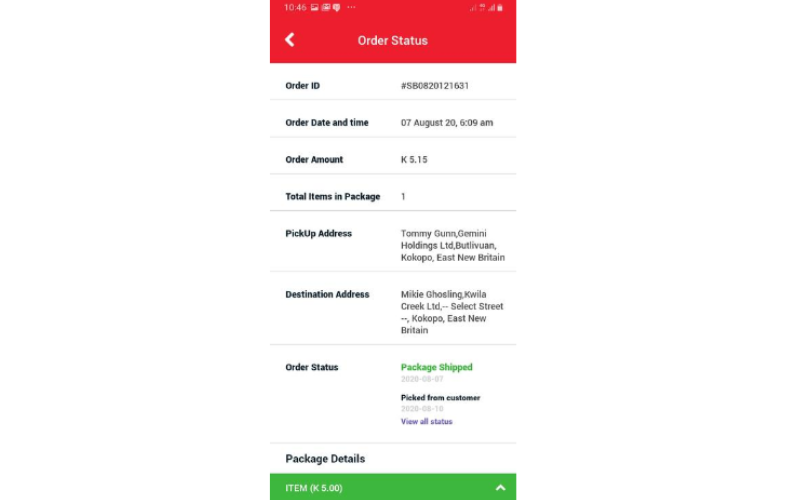 10:46
Order Status
Order ID #SB0820121631
Order Date and time 07 August 20, 6:09 am
Order Amount K 5.15
Total Items in Package 1
PickUp Address Tommy Gunn,Gemini
Holdings Ltd,Butlivuan,
Kokopo, East New Britain
Destination Address Mikie Ghosling,Kwila
Creek Ltd,-- Select Street
--, Kokopo, East New
Britain
Order Status Package Shipped
2020-08-07
Picked from customer
2020-08-10
View all status
Package Details
ITEM (K 5.00)